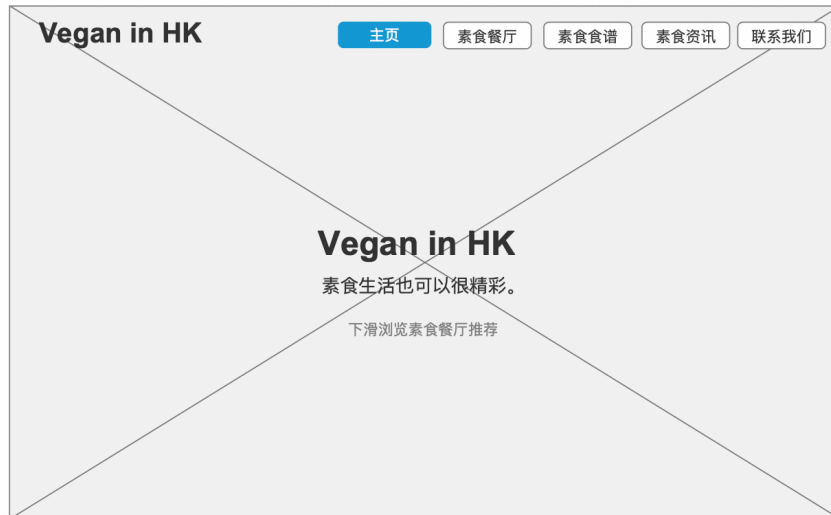 Vegan in HK
主页 素食餐厅 素食食谱 素食资讯 联系我们
Vegan in HK
素食生活也可以很精彩。
下滑浏览素食餐厅推荐